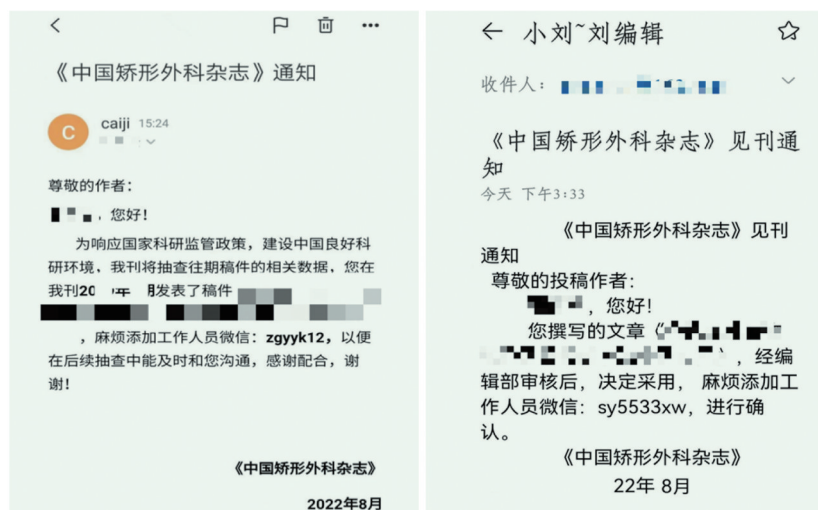 《中国矫形外科杂志》通知
C
caiji 15:24
尊敬的作者：
，您好！
为响应国家科研监管政策，建设中国良好科
研环境，我刊将抽查往期稿件的相关数据，您在
我刊20 年 月发表了稿件
，麻烦添加工作人员微信：zgyyk12，以便
在后续抽查中能及时和您沟通，感谢配合，谢
谢！
《中国矫形外科杂志》
2022年8月
小刘~刘编辑
收件人：
《中国矫形外科杂志》见刊通
知
今天 下午3:33
《中国矫形外科杂志》见刊
通知
尊敬的投稿作者：
，您好！
您撰写的文章《
》，经编
辑部审核后，决定采用， 麻烦添加工
作人员微信：sy5533xw，进行确
认。
《中国矫形外科杂志》
22年 8月